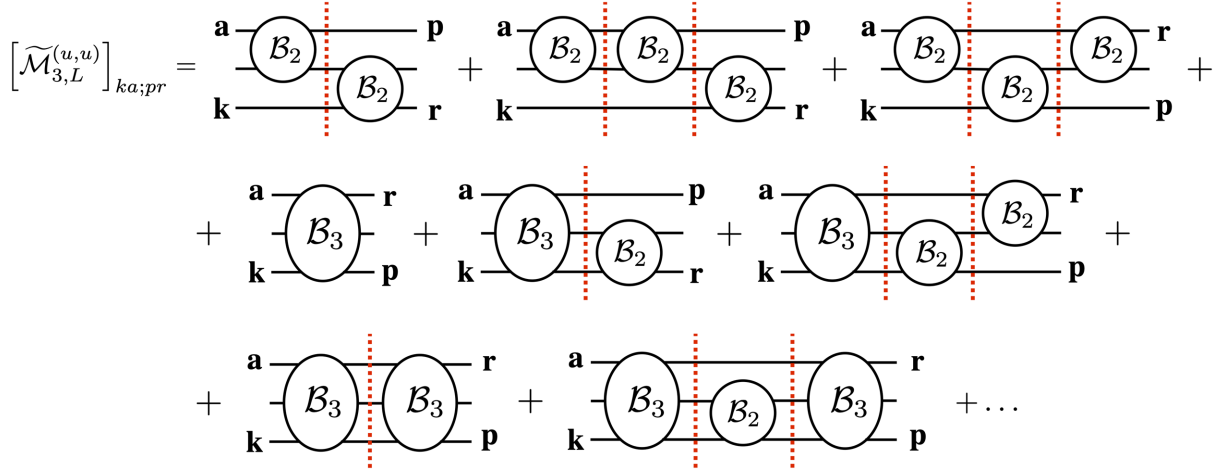 [M̃₃,L^(u,u)]ka;pr = a k B₂ B₂ p r + a k B₂ B₂ B₂ p r + a k B₂ B₂ B₂ r p +
+ a k B₃ r p + a k B₃ B₂ p r + a k B₃ B₂ B₂ r p +
+ a k B₃ B₃ r p + a k B₃ B₂ B₃ r p + ...